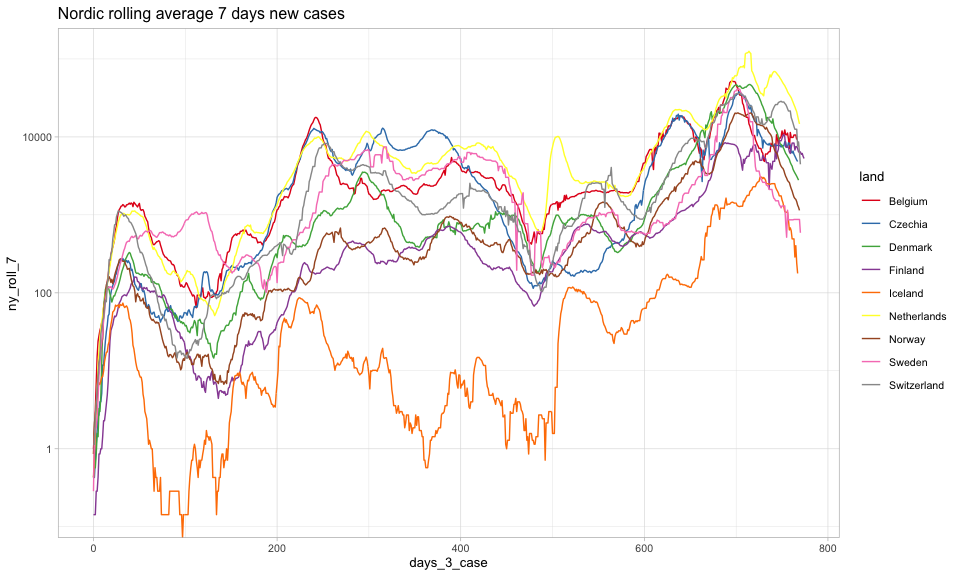 Nordic rolling average 7 days new cases
ny_roll_7
10000
100
1
0
200
400
600
800
days_3_case
land
Belgium
Czechia
Denmark
Finland
Iceland
Netherlands
Norway
Sweden
Switzerland